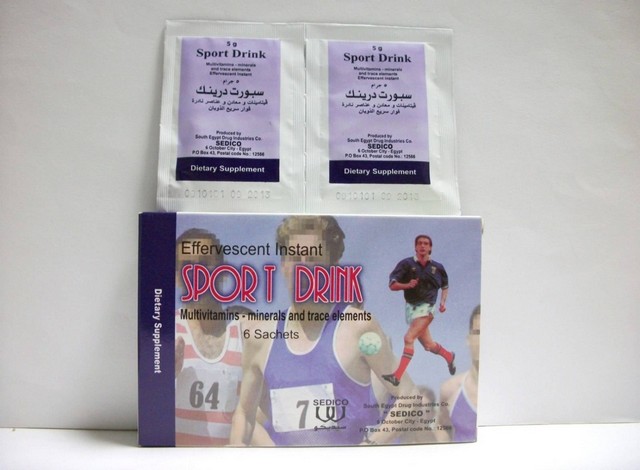 5 g
Sport Drink
Multivitamins - minerals
and trace elements
Effervescent Instant
٥ جرام
سبورت درينك
فيتامينات و معادن و عناصر نادرة
فوار سريع الذوبان
Produced by
South Egypt Drug Industries Co.
SEDICO
6 October City - Egypt
P.O Box 43, Postal code No.: 12566
Dietary Supplement
5 g
Sport Drink
Multivitamins - minerals
and trace elements
Effervescent Instant
٥ جرام
سبورت درينك
فيتامينات و معادن و عناصر نادرة
فوار سريع الذوبان
Produced by
South Egypt Drug Industries Co.
SEDICO
6 October City - Egypt
P.O Box 43, Postal code No.: 12566
Dietary Supplement
Dietary Supplement
Effervescent Instant
SPORT DRINK
Multivitamins - minerals and trace elements
6 Sachets
64
7
SEDICO
سيديكو
Produced by
South Egypt Drug Industries Co.
" SEDICO "
6 October City - Egypt
P.O Box 43, Postal code No.: 12566